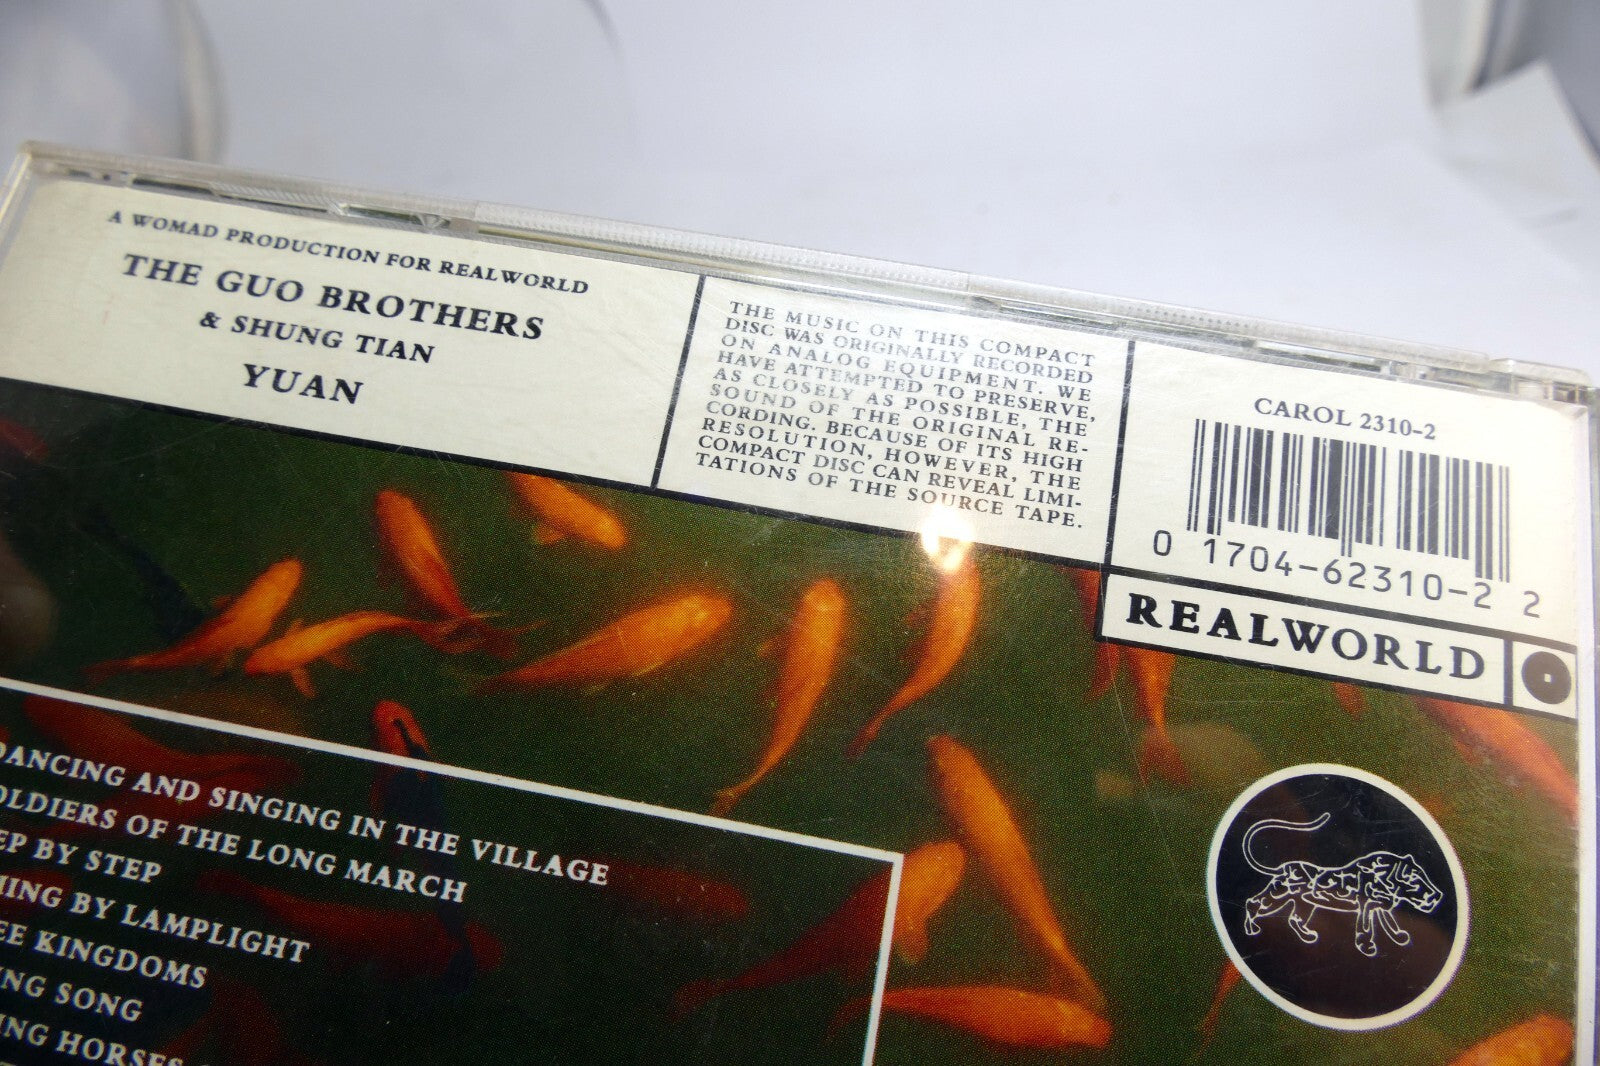 A WOMAD PRODUCTION FOR REALWORLD
THE GUO BROTHERS
& SHUNG TIAN
YUAN
THE MUSIC ON THIS COMPACT
DISC WAS ORIGINALLY RECORDED
ON ANALOG EQUIPMENT. WE
HAVE ATTEMPTED TO PRESERVE,
AS CLOSELY AS POSSIBLE, THE
SOUND OF THE ORIGINAL RE-
CORDING. BECAUSE OF ITS HIGH
RESOLUTION, HOWEVER, THE
COMPACT DISC CAN REVEAL LIMI-
TATIONS OF THE SOURCE TAPE.
CAROL 2310-2
0 1704-62310-2 2
REALWORLD
DANCING AND SINGING IN THE VILLAGE
OLDIERS OF THE LONG MARCH
EP BY STEP
HING BY LAMPLIGHT
EE KINGDOMS
ING SONG
ING HORSES